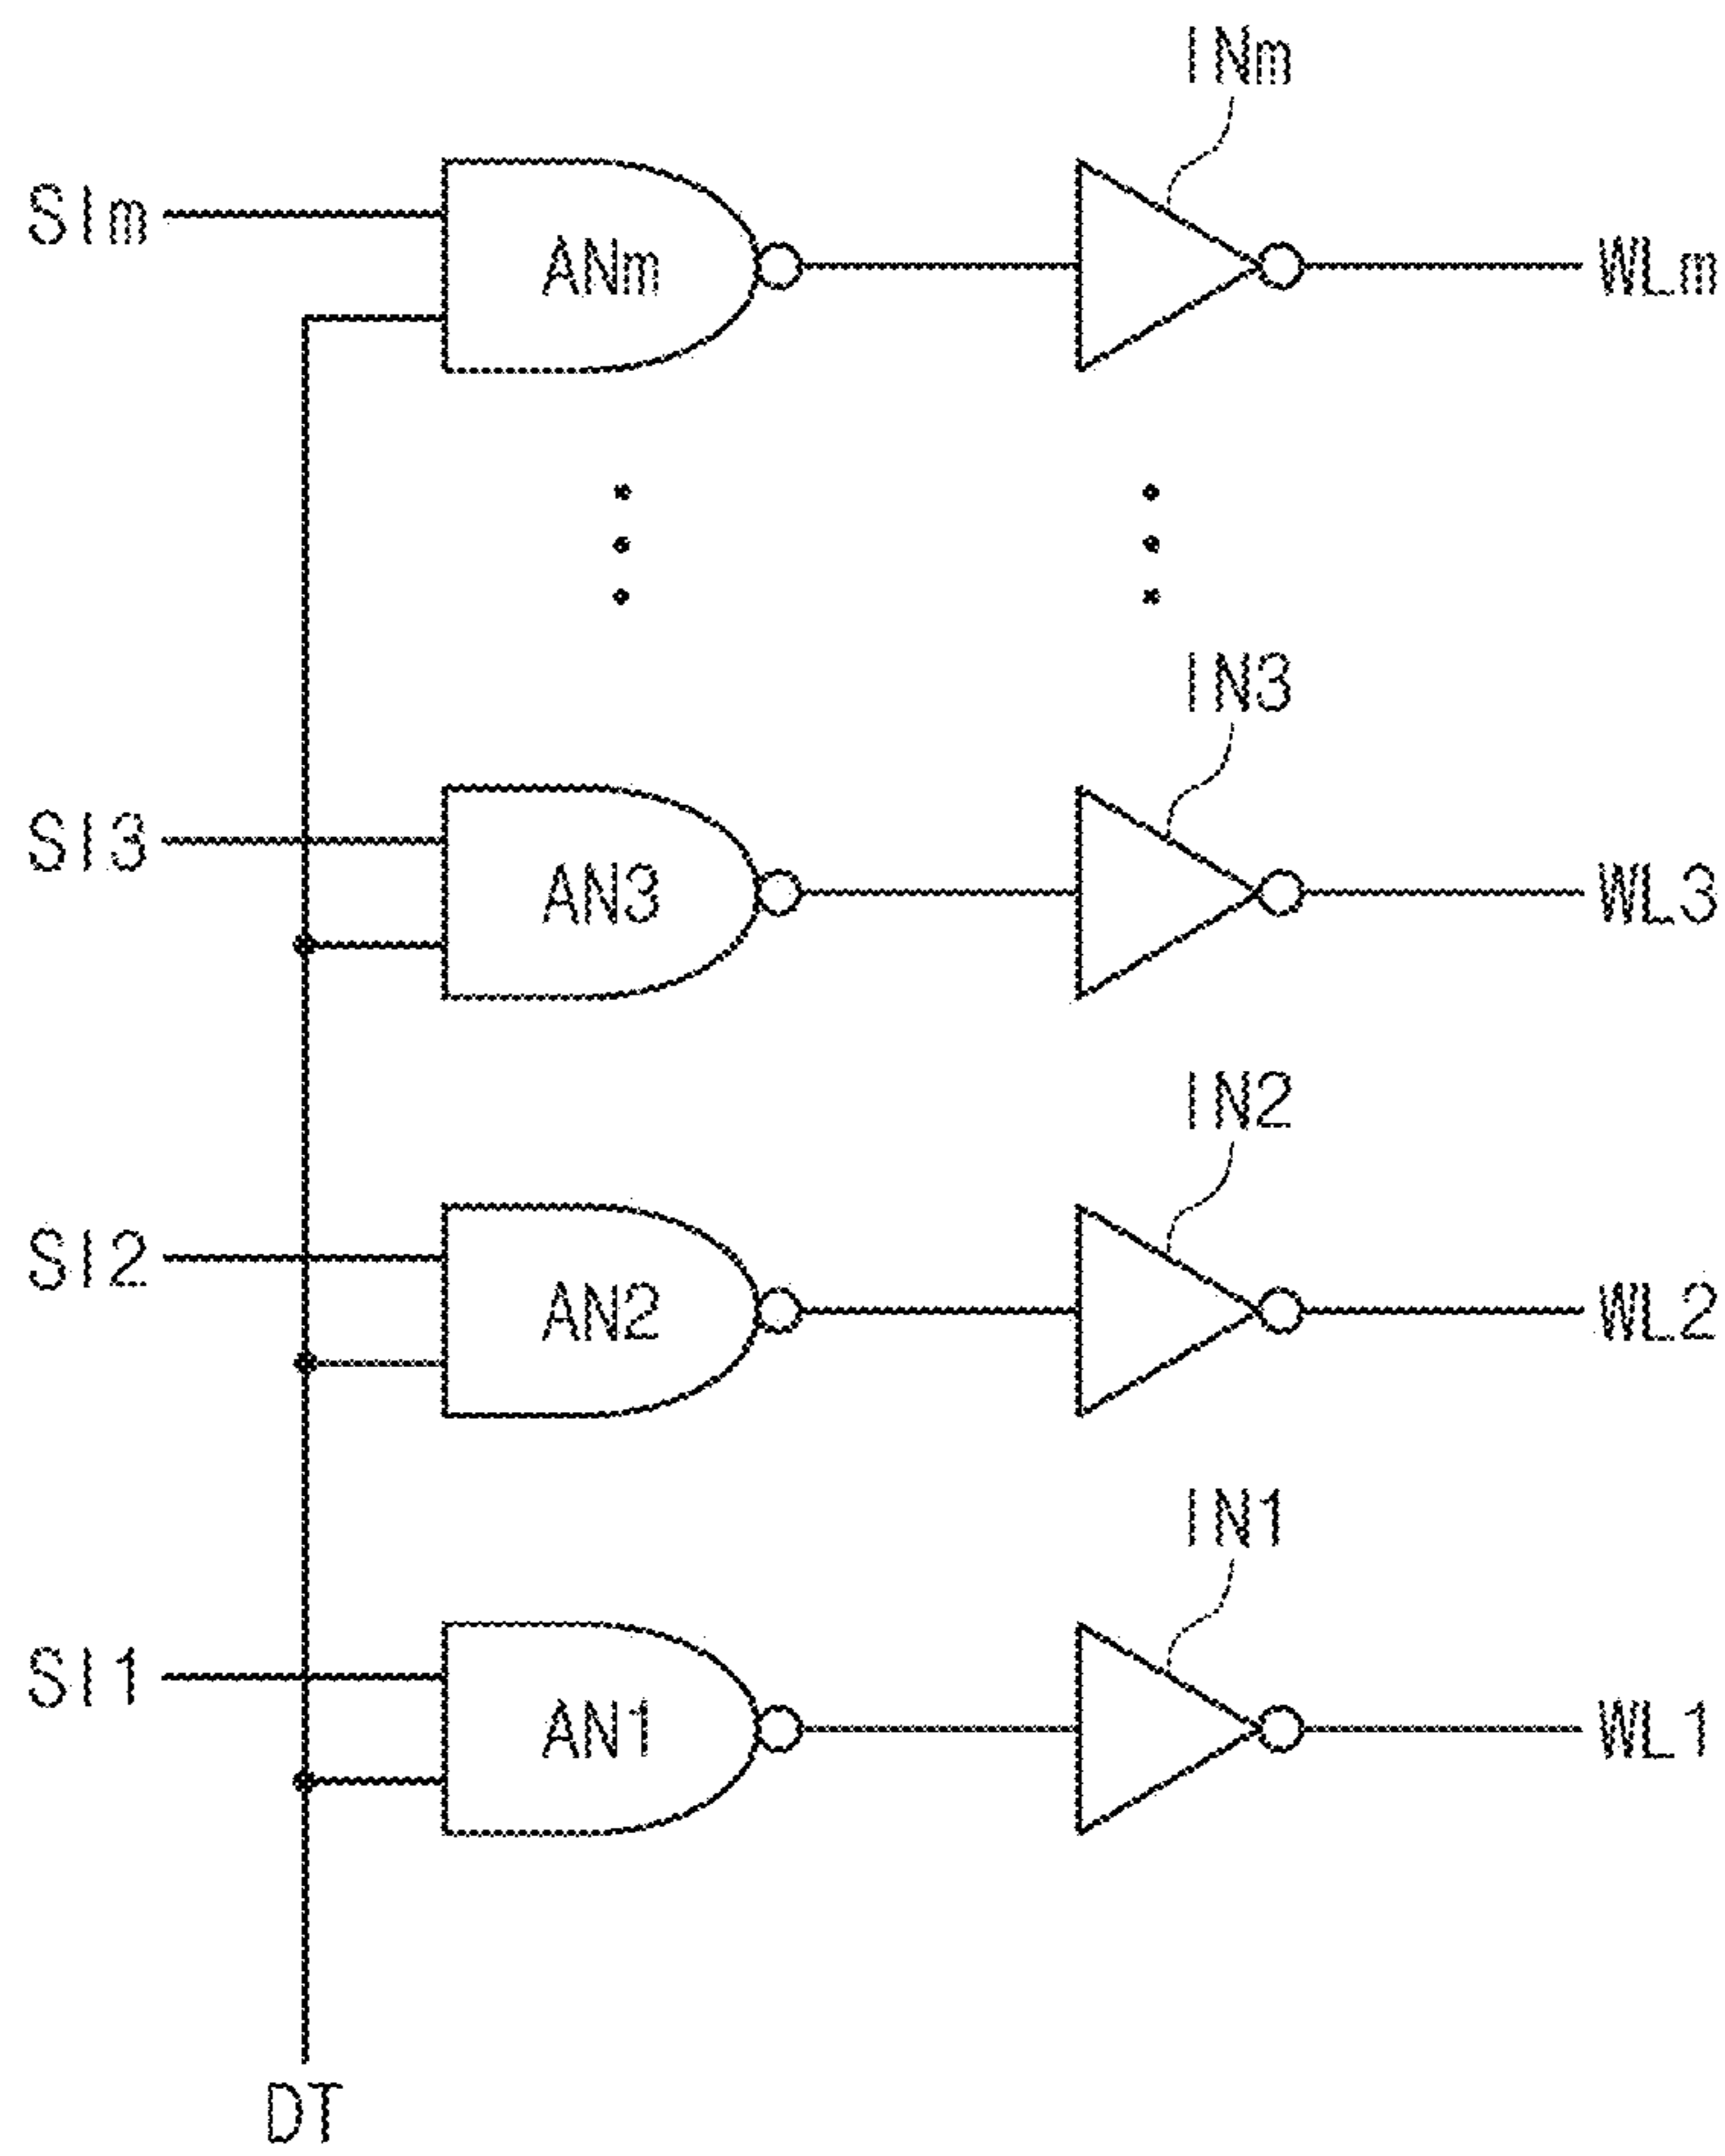 INm
SIm
ANm
WLm
IN3
SI3
AN3
WL3
IN2
SI2
AN2
WL2
IN1
SI1
AN1
WL1
DT